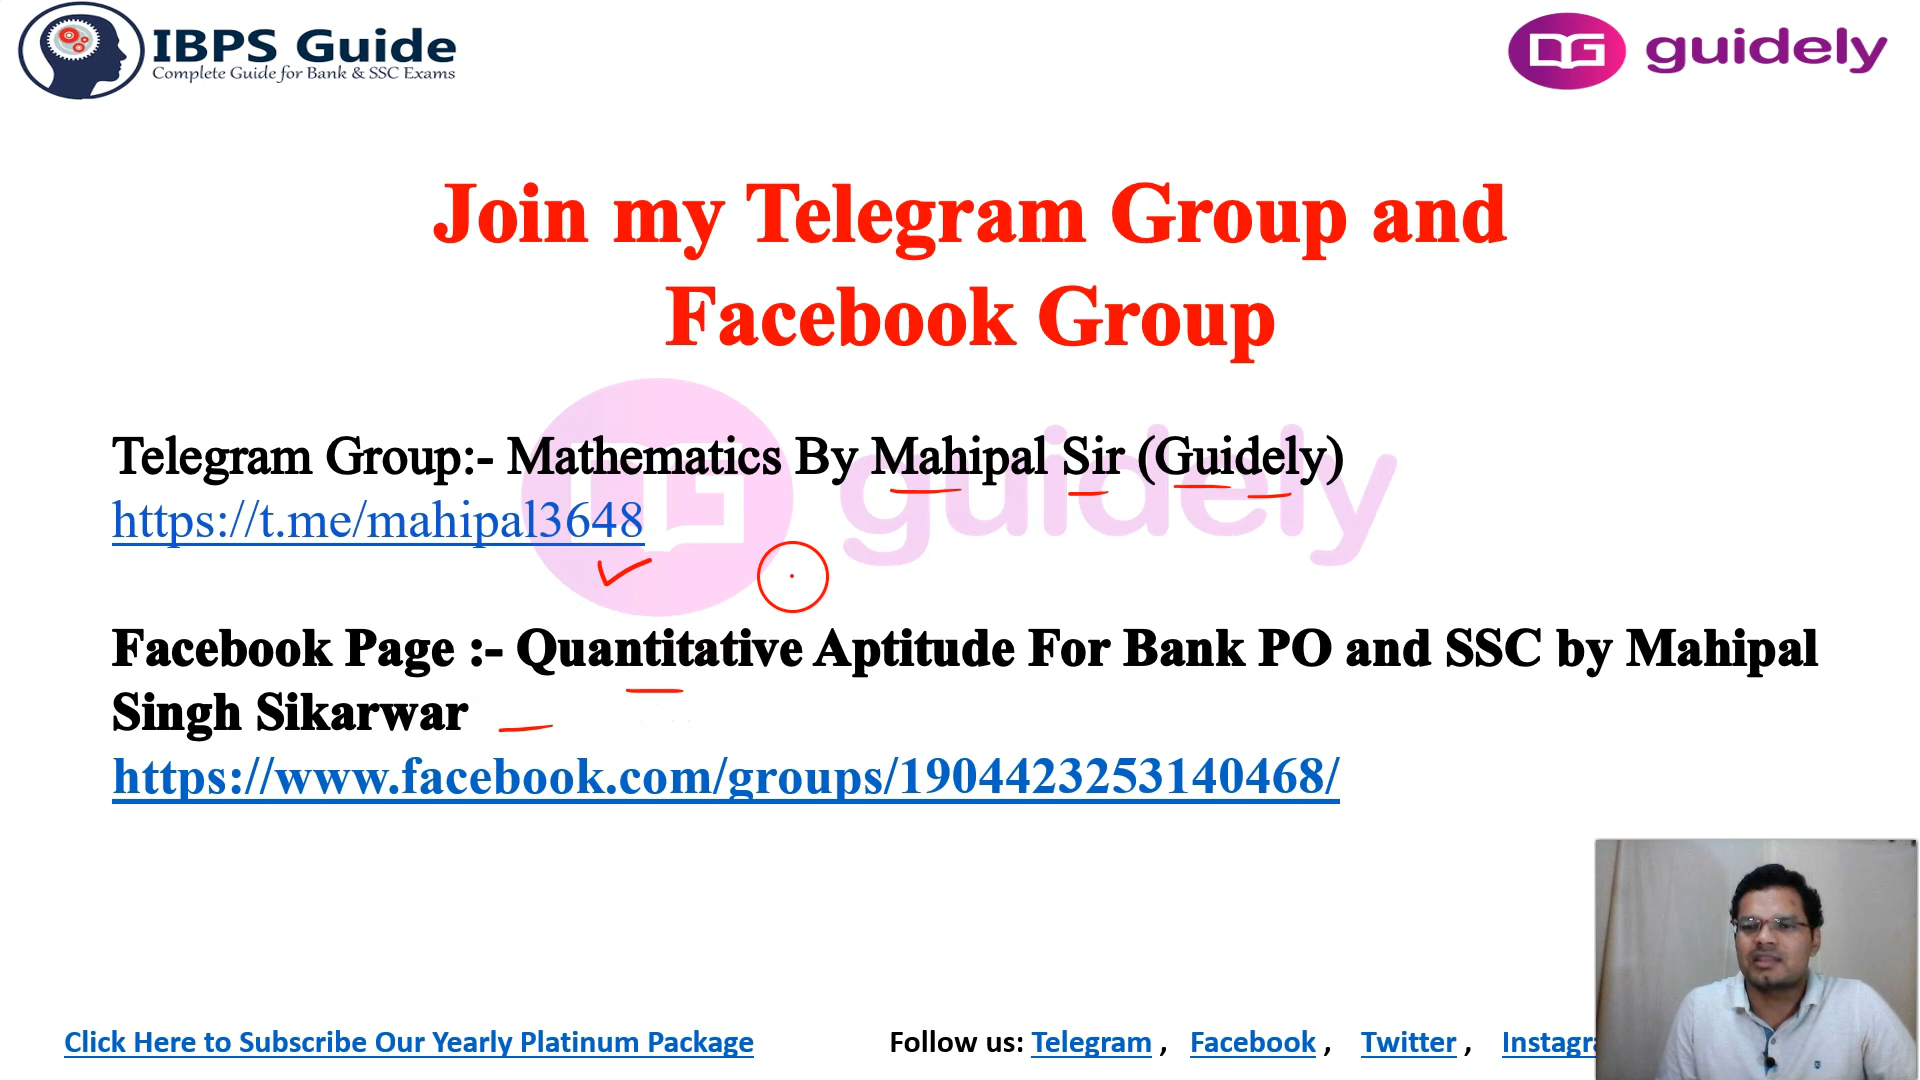 IBPS Guide
Complete Guide for Bank & SSC Exams
guidely
Join my Telegram Group and
Facebook Group
Telegram Group:- Mathematics By Mahipal Sir (Guidely)
https://t.me/mahipal3648
guidely
Facebook Page :- Quantitative Aptitude For Bank PO and SSC by Mahipal
Singh Sikarwar
https://www.facebook.com/groups/1904423253140468/
Click Here to Subscribe Our Yearly Platinum Package
Follow us: Telegram , Facebook , Twitter , Instagra